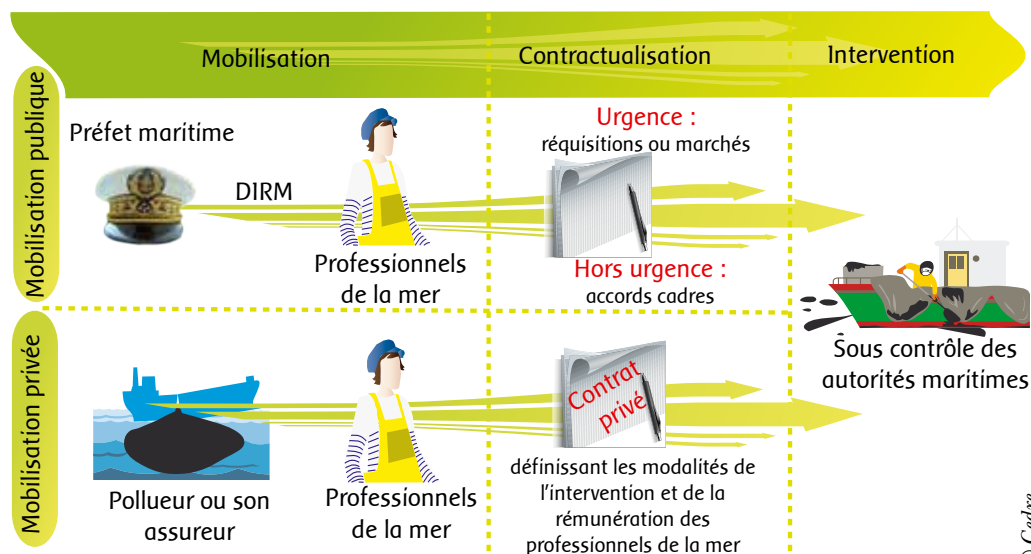 Mobilisation
Contractualisation
Intervention
Mobilisation publique
Préfet maritime
DIRM
Professionnels
de la mer
Urgence :
réquisitions ou marchés
Hors urgence :
accords cadres
Sous contrôle des
autorités maritimes
Mobilisation privée
Pollueur ou son
assureur
Professionnels
de la mer
Contrat
privé
définissant les modalités de
l'intervention et de la
rémunération des
professionnels de la mer
Cedre